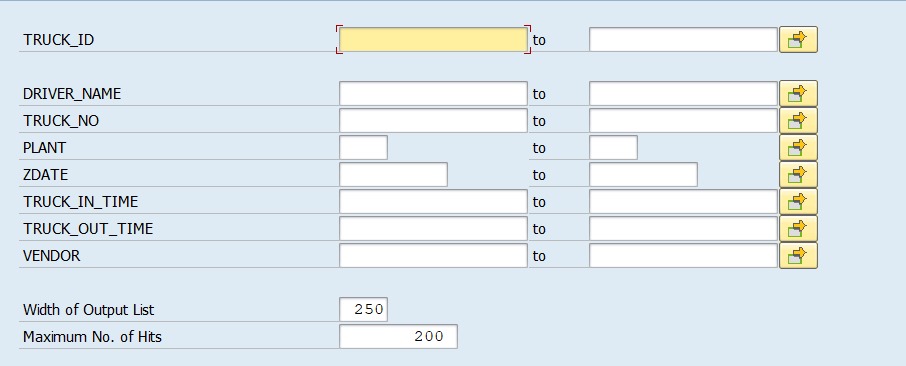 TRUCK_ID to
DRIVER_NAME to
TRUCK_NO to
PLANT to
ZDATE to
TRUCK_IN_TIME to
TRUCK_OUT_TIME to
VENDOR to
Width of Output List 250
Maximum No. of Hits 200